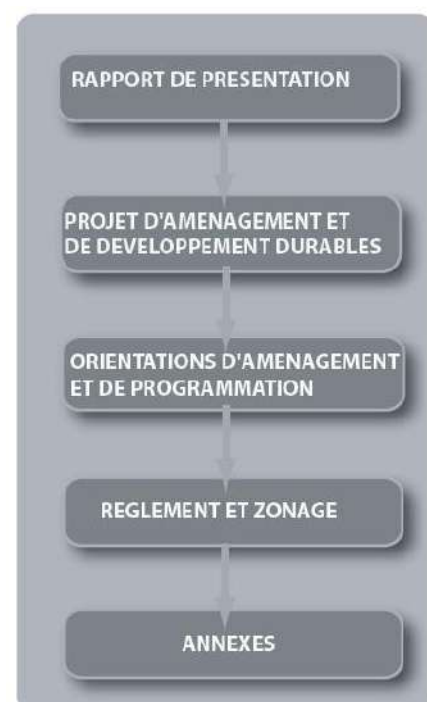 RAPPORT DE PRESENTATION
PROJET D'AMENAGEMENT ET
DE DEVELOPPEMENT DURABLES
ORIENTATIONS D'AMENAGEMENT
ET DE PROGRAMMATION
REGLEMENT ET ZONAGE
ANNEXES